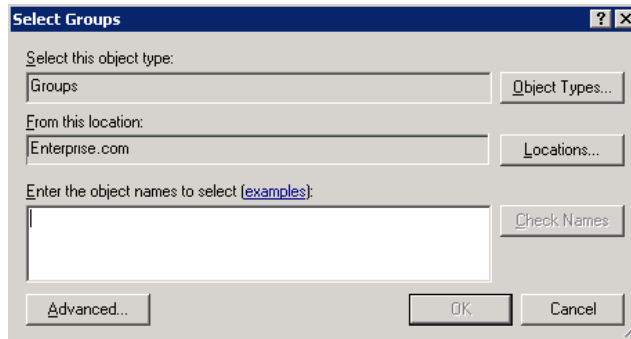 Select Groups
Select this object type:
Groups
Object Types...
From this location:
Enterprise.com
Locations...
Enter the object names to select (examples):
Check Names
Advanced...
OK
Cancel